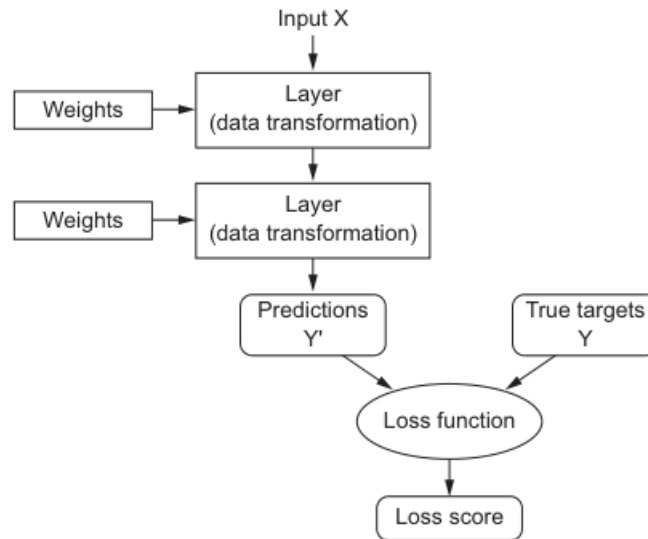 Input X
Weights
Layer
(data transformation)
Weights
Layer
(data transformation)
Predictions
Y'
True targets
Y
Loss function
Loss score